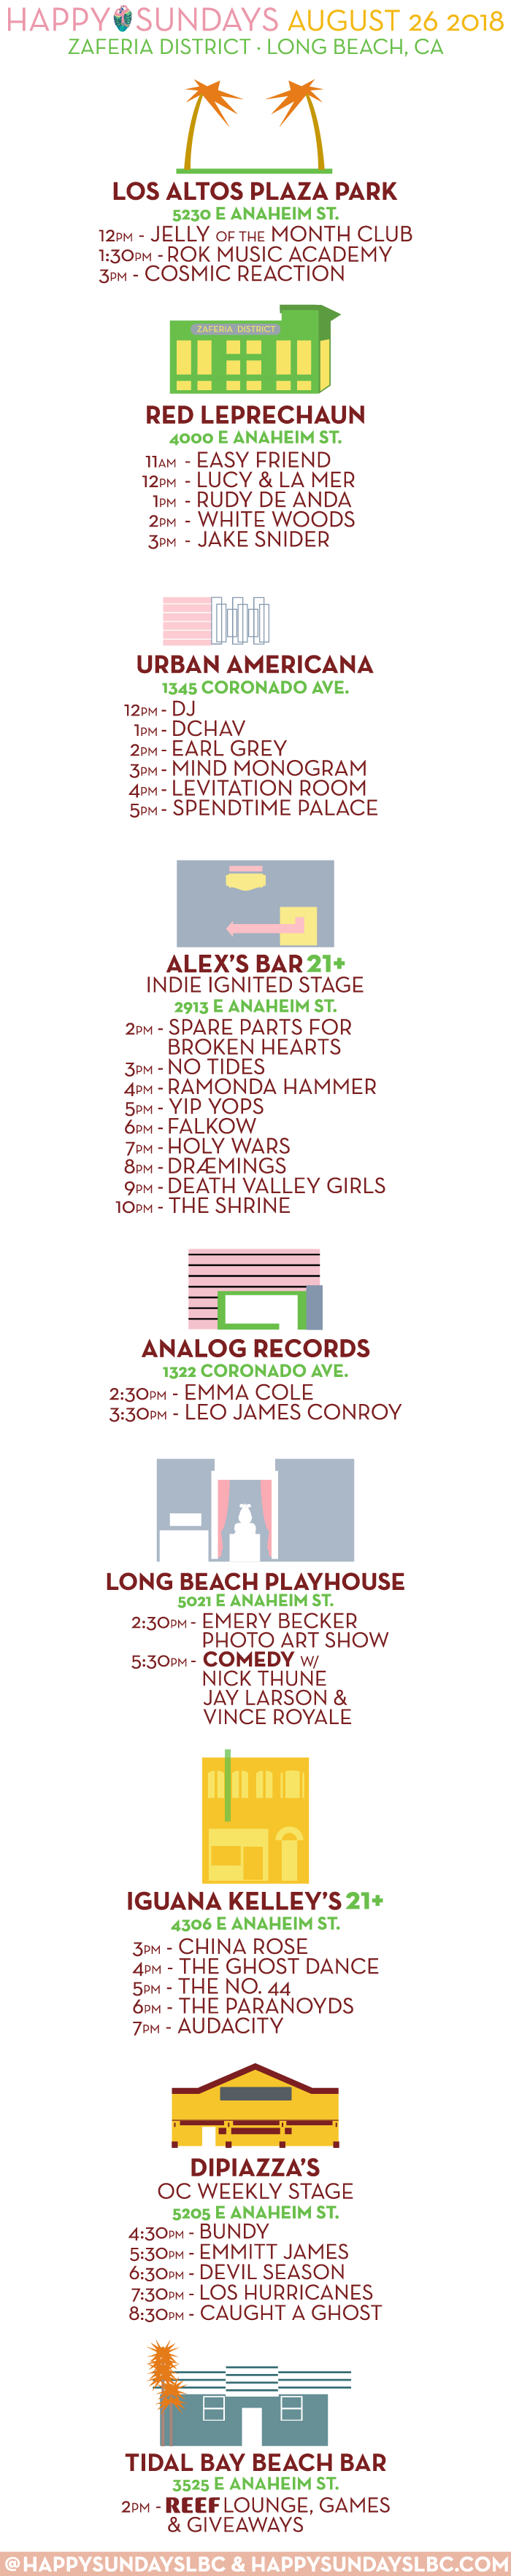 HAPPY SUNDAYS AUGUST 26 2018
ZAFERIA DISTRICT · LONG BEACH, CA
LOS ALTOS PLAZA PARK
5230 E ANAHEIM ST.
12PM - JELLY OF THE MONTH CLUB
1:30PM - ROK MUSIC ACADEMY
3PM - COSMIC REACTION
ZAFERIA DISTRICT
RED LEPRECHAUN
4000 E ANAHEIM ST.
11AM - EASY FRIEND
12PM - LUCY & LA MER
1PM - RUDY DE ANDA
2PM - WHITE WOODS
3PM - JAKE SNIDER
URBAN AMERICANA
1345 CORONADO AVE.
12PM - DJ
1PM - DCHAV
2PM - EARL GREY
3PM - MIND MONOGRAM
4PM - LEVITATION ROOM
5PM - SPENDTIME PALACE
ALEX'S BAR 21+
INDIE IGNITED STAGE
2913 E ANAHEIM ST.
2PM - SPARE PARTS FOR
BROKEN HEARTS
3PM - NO TIDES
4PM - RAMONDA HAMMER
5PM - YIP YOPS
6PM - FALKOW
7PM - HOLY WARS
8PM - DRÆMINGS
9PM - DEATH VALLEY GIRLS
10PM - THE SHRINE
ANALOG RECORDS
1322 CORONADO AVE.
2:30PM - EMMA COLE
3:30PM - LEO JAMES CONROY
LONG BEACH PLAYHOUSE
5021 E ANAHEIM ST.
2:30PM - EMERY BECKER
PHOTO ART SHOW
5:30PM - COMEDY W/
NICK THUNE
JAY LARSON &
VINCE ROYALE
IGUANA KELLEY'S 21+
4306 E ANAHEIM ST.
3PM - CHINA ROSE
4PM - THE GHOST DANCE
5PM - THE NO. 44
6PM - THE PARANOYDS
7PM - AUDACITY
DIPIAZZA'S
OC WEEKLY STAGE
5205 E ANAHEIM ST.
4:30PM - BUNDY
5:30PM - EMMITT JAMES
6:30PM - DEVIL SEASON
7:30PM - LOS HURRICANES
8:30PM - CAUGHT A GHOST
TIDAL BAY BEACH BAR
3525 E ANAHEIM ST.
2PM - REEF LOUNGE, GAMES
& GIVEAWAYS
@HAPPYSUNDAYSLBC & HAPPYSUNDAYSLBC.COM